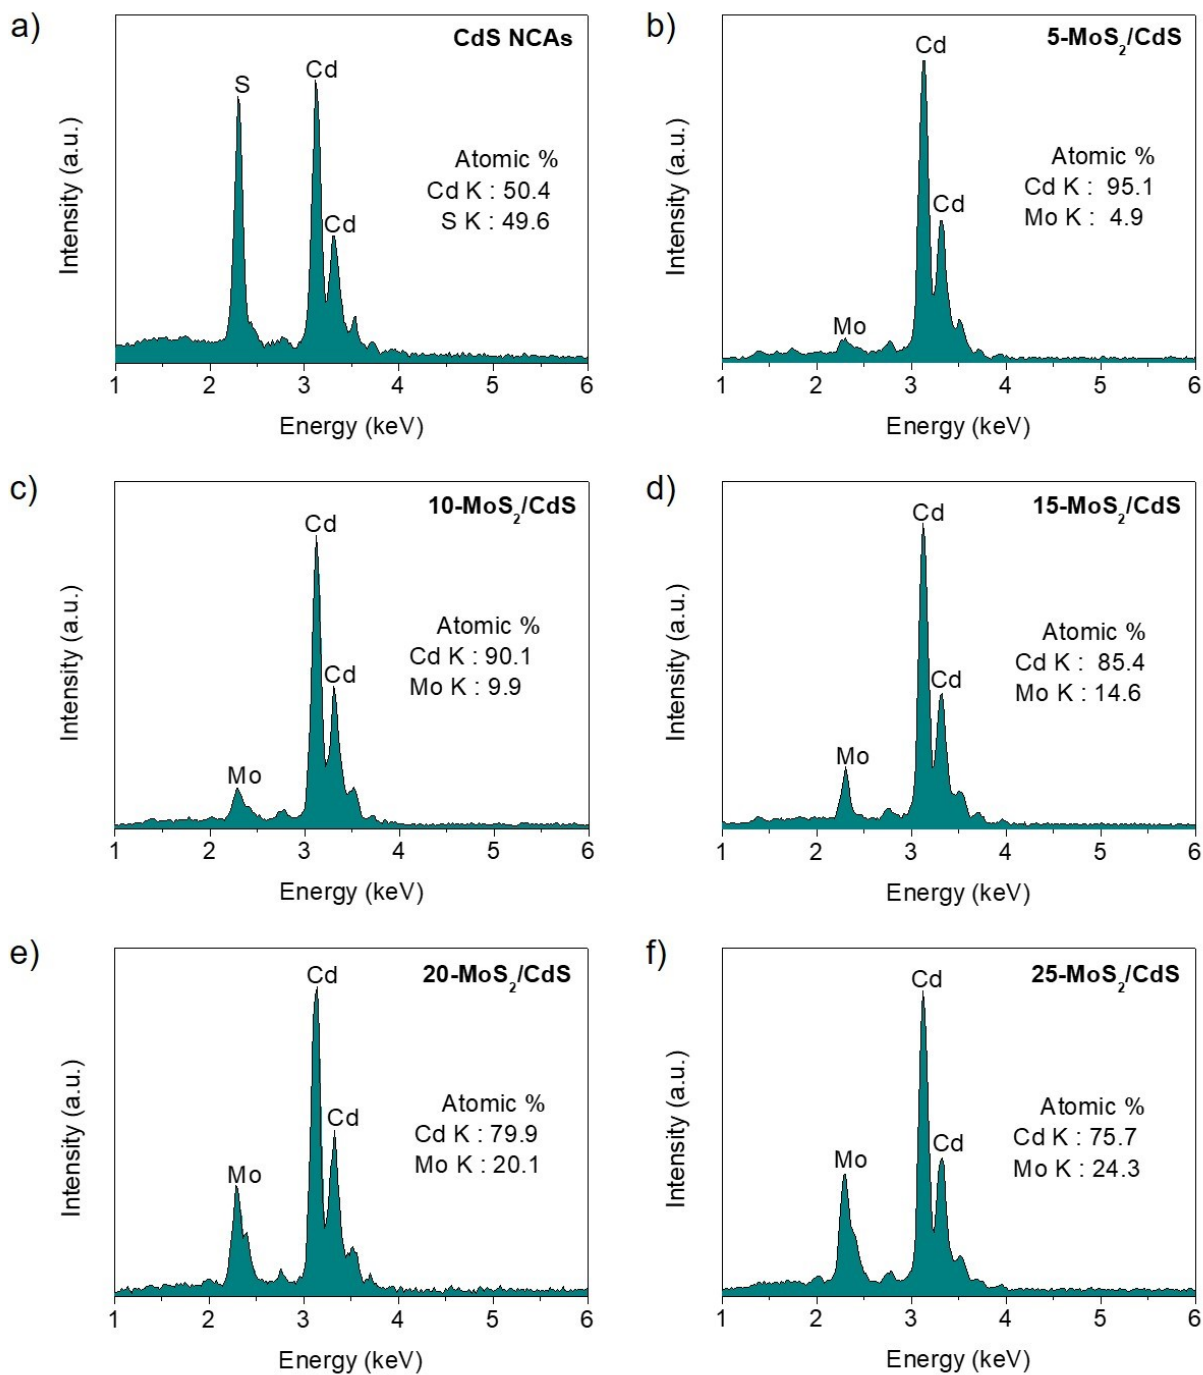 a)
CdS NCAs
S
Cd
Cd
Atomic %
Cd K : 50.4
S K : 49.6
Intensity (a.u.)
1 2 3 4 5 6
Energy (keV)
b)
5-MoS₂/CdS
Cd
Cd
Mo
Atomic %
Cd K : 95.1
Mo K : 4.9
Intensity (a.u.)
1 2 3 4 5 6
Energy (keV)
c)
10-MoS₂/CdS
Cd
Cd
Mo
Atomic %
Cd K : 90.1
Mo K : 9.9
Intensity (a.u.)
1 2 3 4 5 6
Energy (keV)
d)
15-MoS₂/CdS
Cd
Cd
Mo
Atomic %
Cd K : 85.4
Mo K : 14.6
Intensity (a.u.)
1 2 3 4 5 6
Energy (keV)
e)
20-MoS₂/CdS
Cd
Cd
Mo
Atomic %
Cd K : 79.9
Mo K : 20.1
Intensity (a.u.)
1 2 3 4 5 6
Energy (keV)
f)
25-MoS₂/CdS
Cd
Cd
Mo
Atomic %
Cd K : 75.7
Mo K : 24.3
Intensity (a.u.)
1 2 3 4 5 6
Energy (keV)